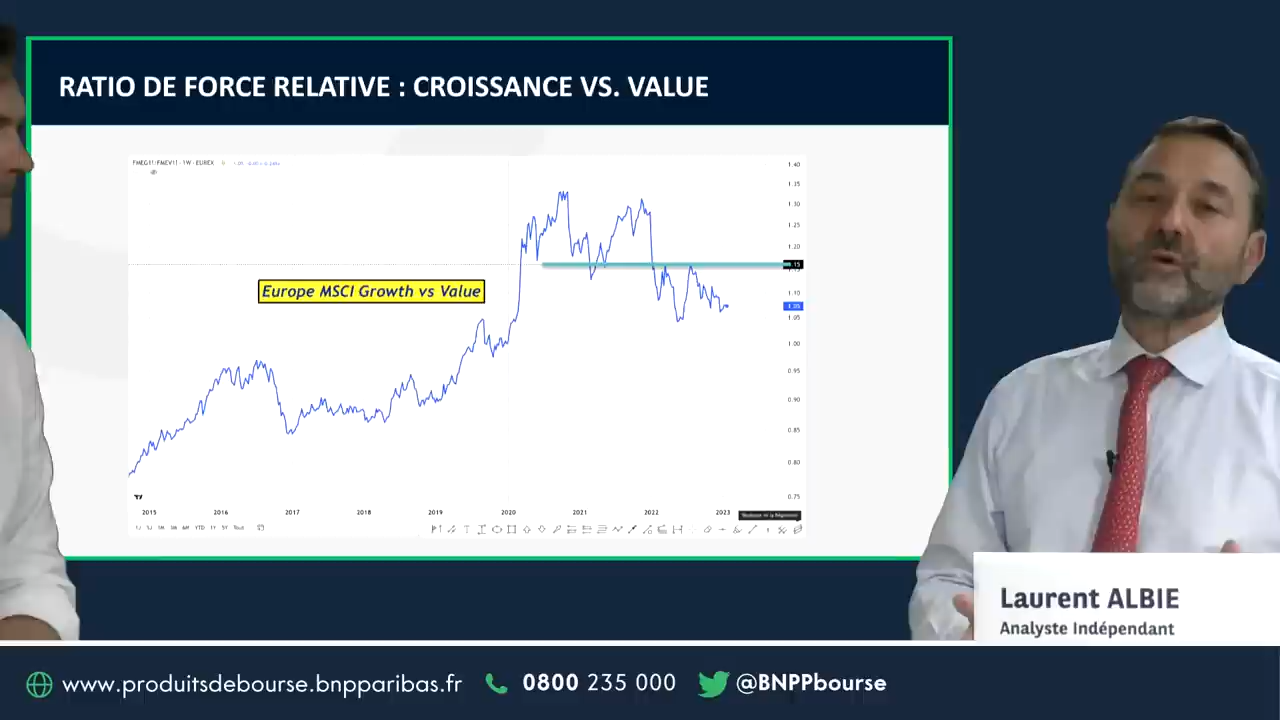 RATIO DE FORCE RELATIVE : CROISSANCE VS. VALUE
1.40
1.35
1.30
1.25
1.20
1.15
1.10
1.05
1.05
1.00
0.95
0.90
0.85
0.80
0.75
Europe MSCI Growth vs Value
2015 2016 2017 2018 2019 2020 2021 2022 2023
Laurent ALBIE
Analyste Indépendant
www.produitsdebourse.bnpparibas.fr 0800 235 000 @BNPPbourse